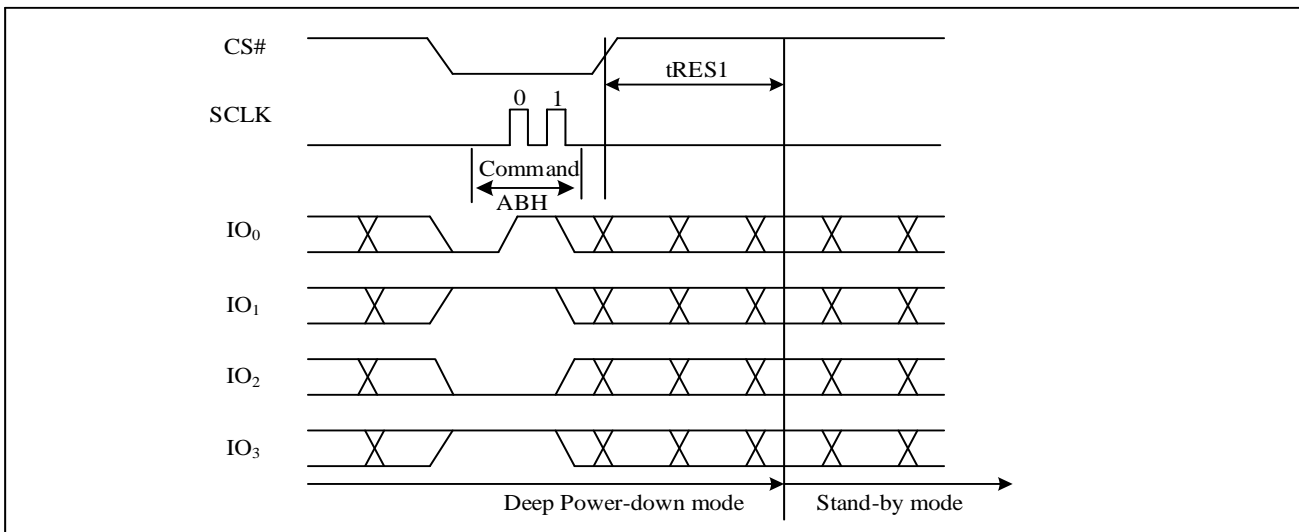 CS#
tRES1
SCLK
0 1
Command
ABH
IO₀
IO₁
IO₂
IO₃
Deep Power-down mode
Stand-by mode